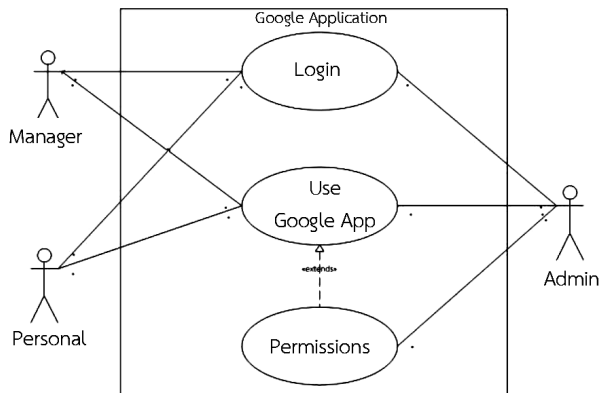 Google Application
Login
Manager
Use
Google App
«extends»
Admin
Personal
Permissions